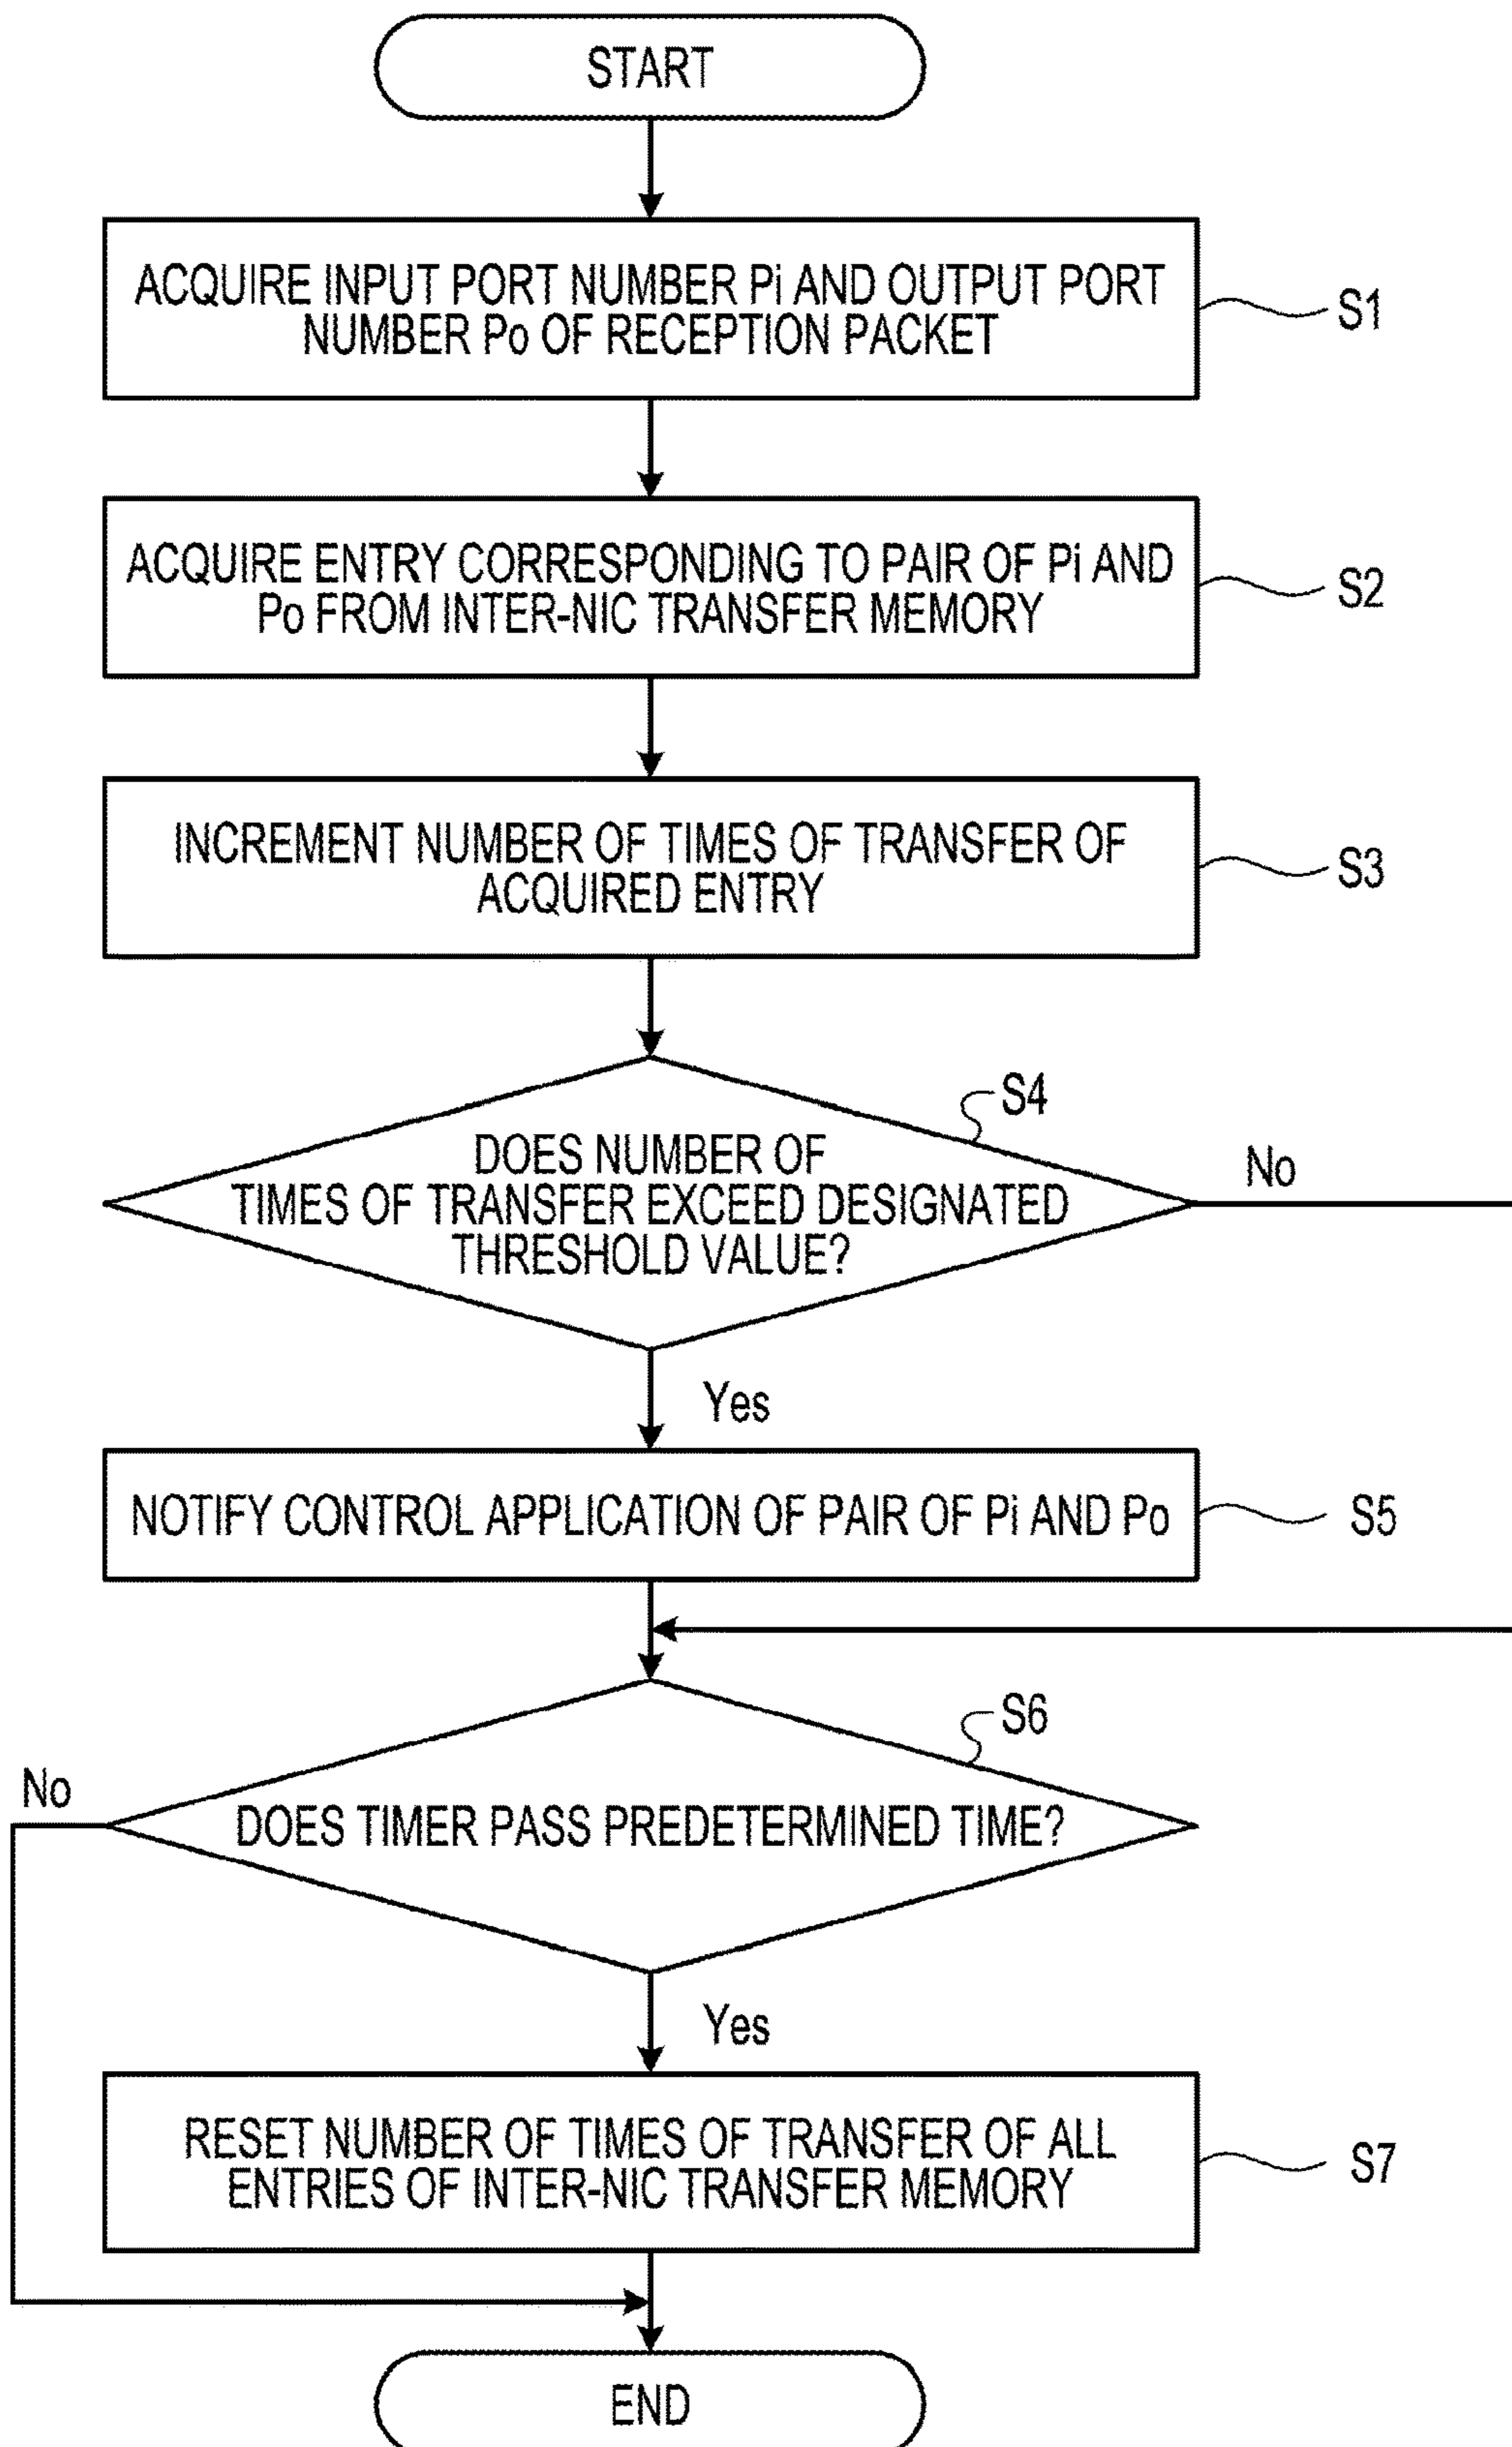 START
ACQUIRE INPUT PORT NUMBER Pi AND OUTPUT PORT
NUMBER Po OF RECEPTION PACKET
S1
ACQUIRE ENTRY CORRESPONDING TO PAIR OF Pi AND
Po FROM INTER-NIC TRANSFER MEMORY
S2
INCREMENT NUMBER OF TIMES OF TRANSFER OF
ACQUIRED ENTRY
S3
S4
DOES NUMBER OF
TIMES OF TRANSFER EXCEED DESIGNATED
THRESHOLD VALUE?
No
Yes
NOTIFY CONTROL APPLICATION OF PAIR OF Pi AND Po
S5
S6
No
DOES TIMER PASS PREDETERMINED TIME?
Yes
RESET NUMBER OF TIMES OF TRANSFER OF ALL
ENTRIES OF INTER-NIC TRANSFER MEMORY
S7
END